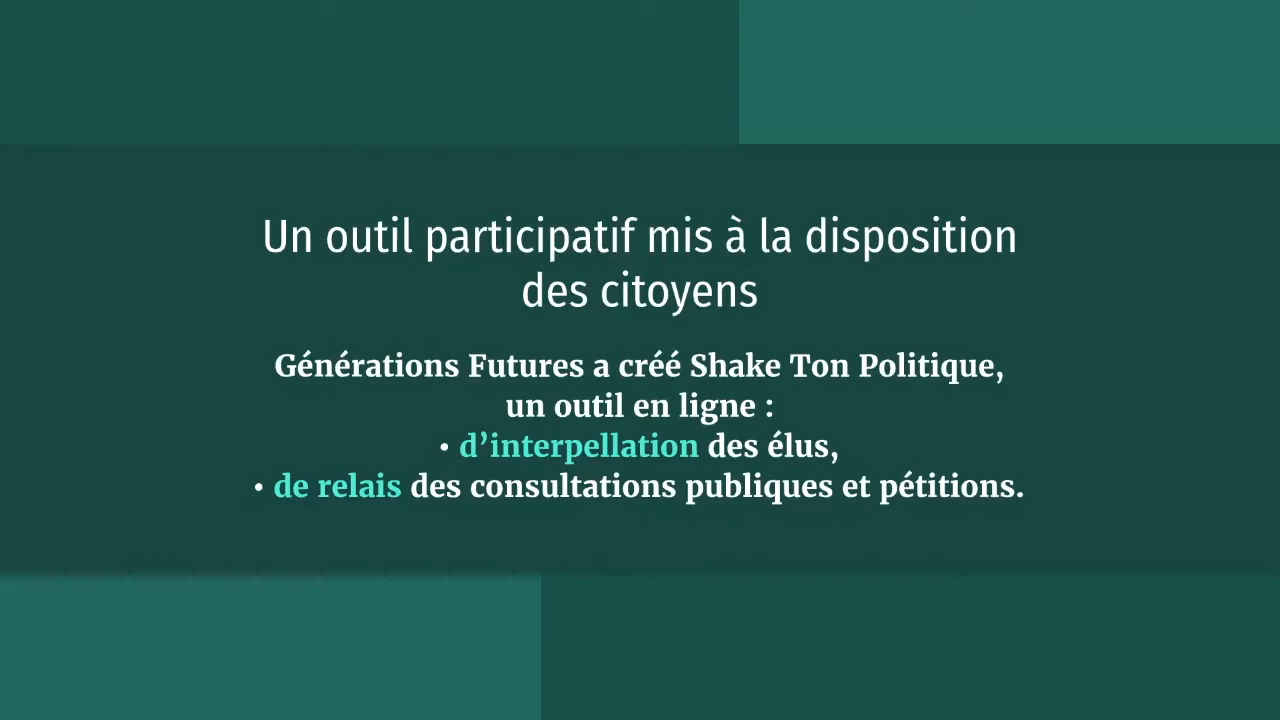 Un outil participatif mis à la disposition
des citoyens
Générations Futures a créé Shake Ton Politique,
un outil en ligne :
• d’interpellation des élus,
• de relais des consultations publiques et pétitions.